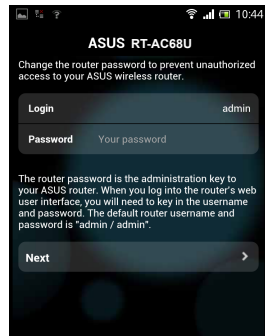 10:44
ASUS RT-AC68U
Change the router password to prevent unauthorized
access to your ASUS wireless router.
Login admin
Password Your password
The router password is the administration key to
your ASUS router. When you log into the router's web
user interface, you will need to key in the username
and password. The default router username and
password is "admin / admin".
Next